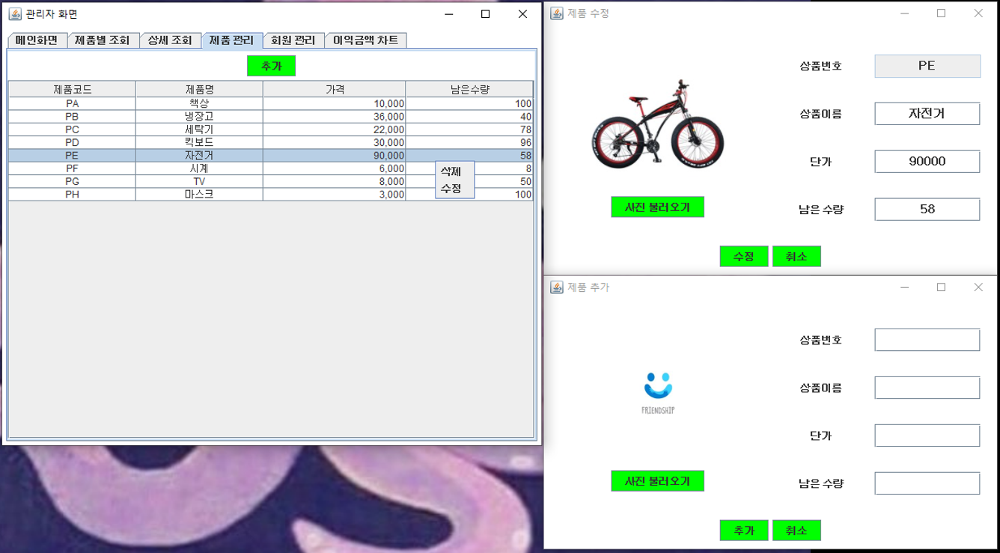 관리자 화면
메인화면 제품별 조회 상세 조회 제품 관리 회원 관리 이익금액 차트
추가
제품코드 제품명 가격 남은수량
PA 책상 10,000 100
PB 냉장고 36,000 40
PC 세탁기 22,000 78
PD 킥보드 30,000 96
PE 자전거 90,000 58
PF 시계 6,000 8
PG TV 8,000 50
PH 마스크 3,000 100
삭제
수정
제품 수정
상품번호 PE
상품이름 자전거
단가 90000
사진 불러오기
남은 수량 58
수정 취소
제품 추가
상품번호
상품이름
FRIENDSHIP
단가
사진 불러오기
남은 수량
추가 취소